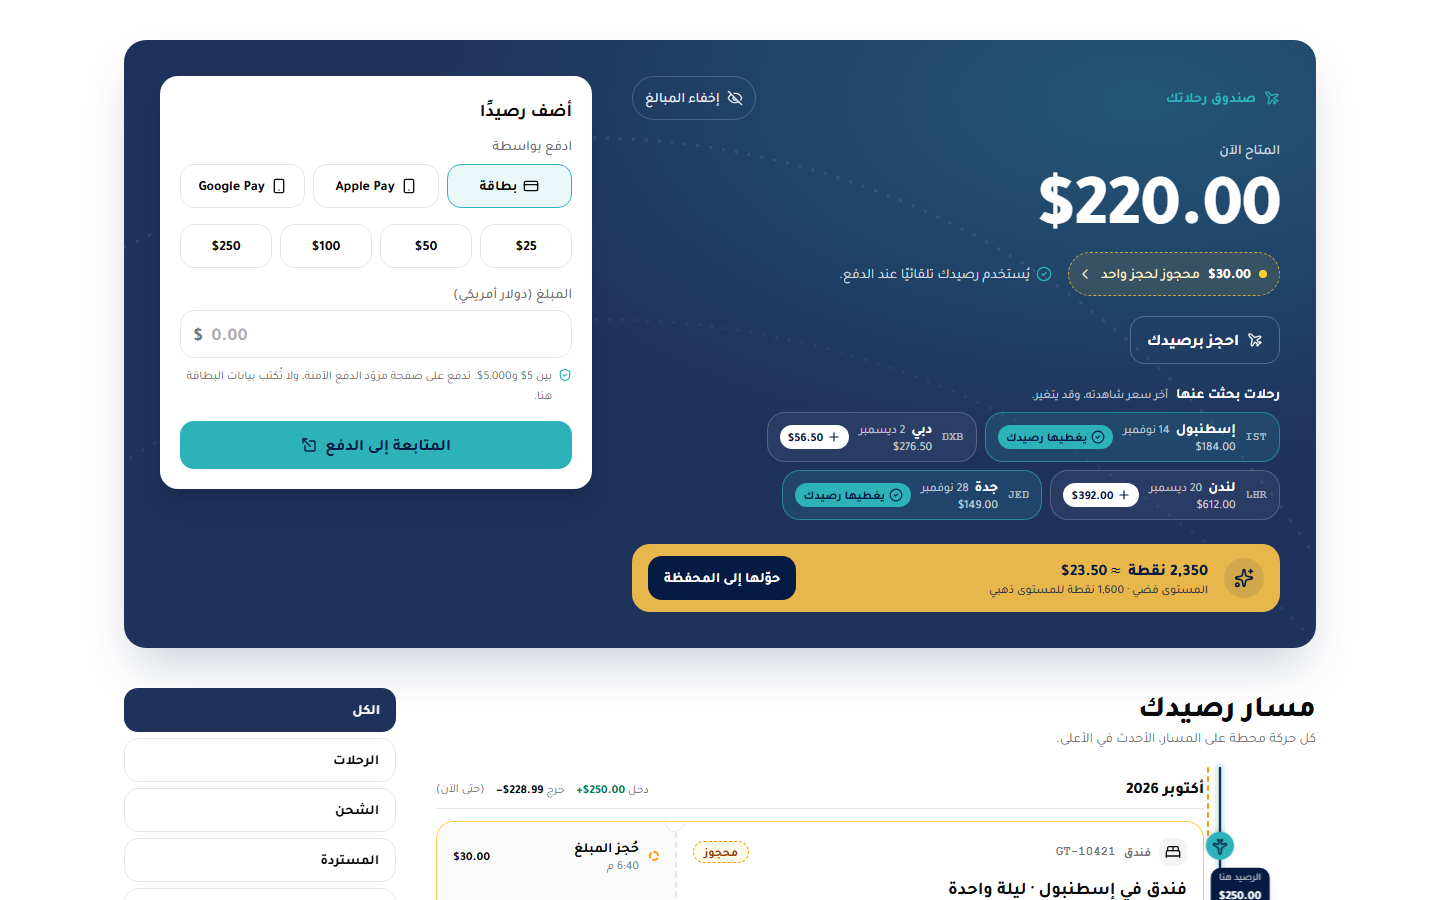 صندوق رحلاتك
إخفاء المبالغ
المتاح الآن
$220.00
$30.00 محجوز لحجز واحد
يُستخدم رصيدك تلقائيًا عند الدفع.
احجز برصيدك
رحلات بحثت عنها آخر سعر شاهدته، وقد يتغير.
IST إسطنبول 14 نوفمبر
$184.00
يغطيها رصيدك
DXB دبي 2 ديسمبر
$276.50
+ $56.50
LHR لندن 20 ديسمبر
$612.00
+ $392.00
JED جدة 28 نوفمبر
$149.00
يغطيها رصيدك
2,350 نقطة ≈ $23.50
المستوى فضي · 1,600 نقطة للمستوى ذهبي
حوّلها إلى المحفظة
أضف رصيدًا
ادفع بواسطة
بطاقة
Apple Pay
Google Pay
$25
$50
$100
$250
المبلغ (دولار أمريكي)
$ 0.00
بين $5 و$5,000. تدفع على صفحة مزوّد الدفع الآمنة، ولا تُكتب بيانات البطاقة
هنا.
المتابعة إلى الدفع
مسار رصيدك
كل حركة محطة على المسار، الأحدث في الأعلى.
أكتوبر 2026
دخل +$250.00 خرج −$228.99 (حتى الآن)
فندق GT-10421
محجوز
فندق في إسطنبول · ليلة واحدة
حُجز المبلغ
6:40 م
$30.00
الرصيد هنا
$250.00
الكل
الرحلات
الشحن
المستردة